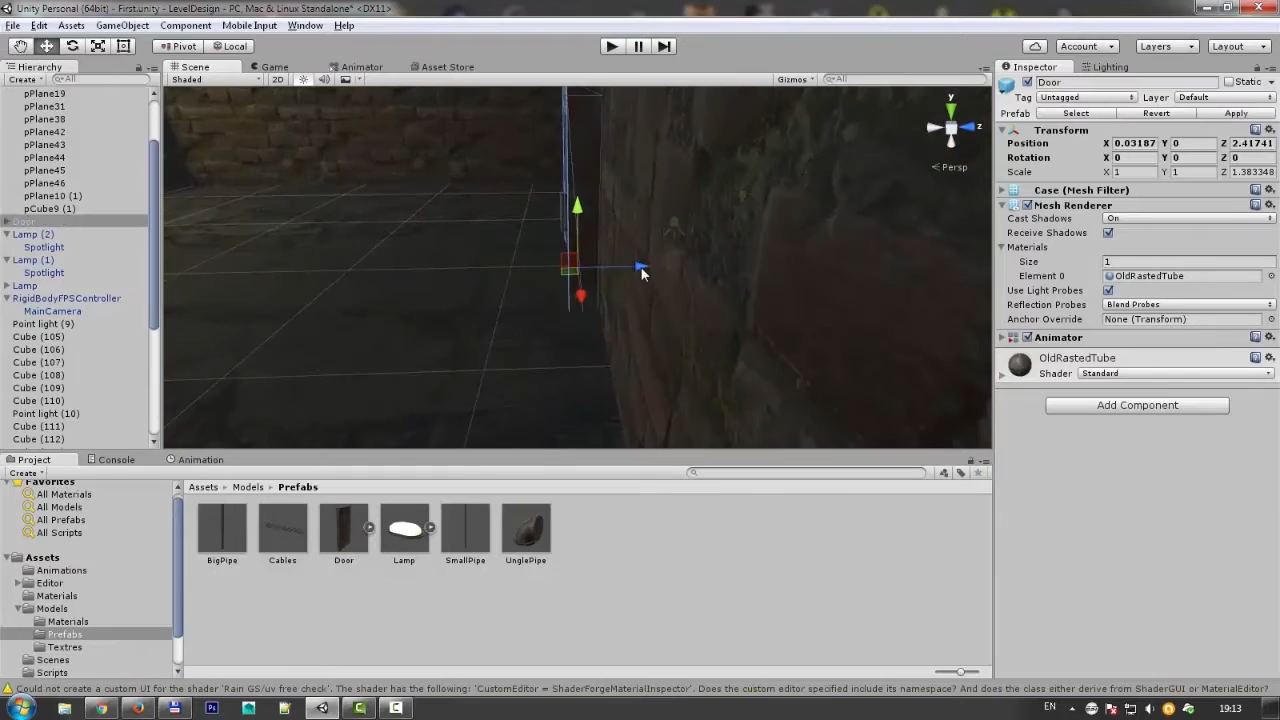 Unity Personal (64bit) - First.unity - LevelDesign - PC, Mac & Linux Standalone* <DX11>
File Edit Assets GameObject Component Mobile Input Window Help
Pivot Local Account Layers Layout
Hierarchy Scene Game Animator Asset Store Inspector Lighting
Create All Shaded 2D Gizmos All
Door Static
Tag Untagged Layer Default
Prefab Select Revert Apply
Transform
Position X 0.03187 Y 0 Z 2.41741
Rotation X 0 Y 0 Z 0
Scale X 1 Y 1 Z 1.383348
Case (Mesh Filter)
Mesh Renderer
Cast Shadows On
Receive Shadows
Materials
Size 1
Element 0 OldRastedTube
Use Light Probes
Reflection Probes Blend Probes
Anchor Override None (Transform)
Animator
OldRastedTube
Shader Standard
Add Component
pPlane19
pPlane31
pPlane38
pPlane42
pPlane43
pPlane44
pPlane45
pPlane46
pPlane10 (1)
pCube9 (1)
Door
Lamp (2)
Spotlight
Lamp (1)
Spotlight
Lamp
RigidBodyFPSController
MainCamera
Point light (9)
Cube (105)
Cube (106)
Cube (107)
Cube (108)
Cube (109)
Cube (110)
Point light (10)
Cube (111)
Cube (112)
y
z
Persp
Project Console Animation
Create
Favorites
All Materials
All Models
All Prefabs
All Scripts
Assets
Animations
Editor
Materials
Models
Materials
Prefabs
Textres
Scenes
Scripts
Assets Models Prefabs
BigPipe Cables Door Lamp SmallPipe UnglePipe
Could not create a custom UI for the shader 'Rain GS/uv free check'. The shader has the following: 'CustomEditor = ShaderForgeMaterialInspector'. Does the custom editor specified include its namespace? And does the class either derive from ShaderGUI or MaterialEditor?
EN 19:13